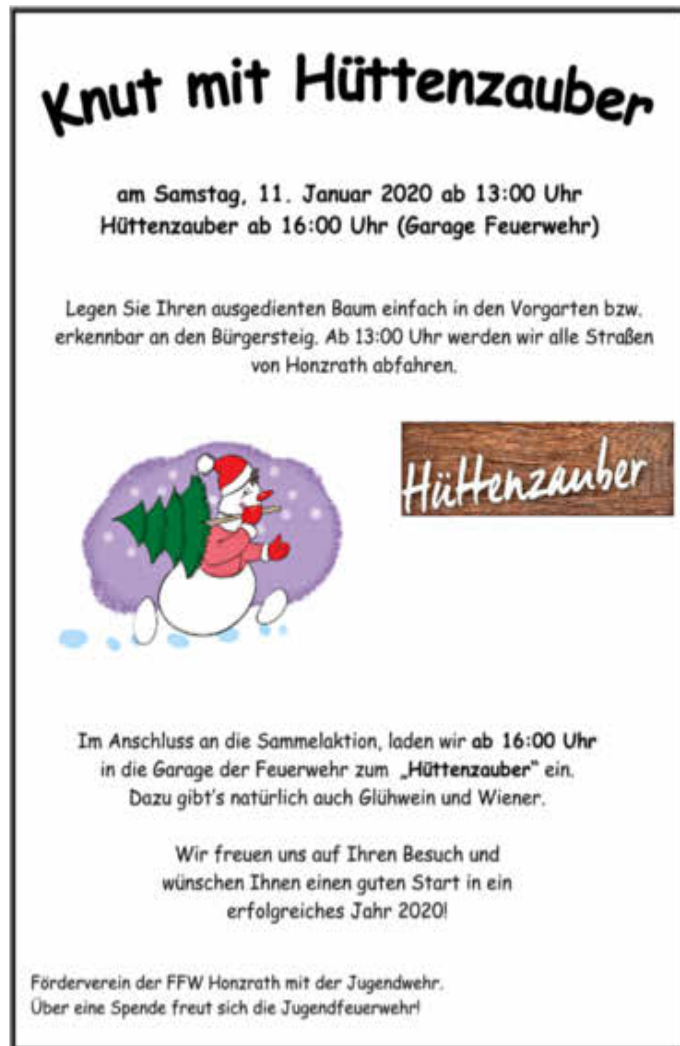 Knut mit Hüttenzauber
am Samstag, 11. Januar 2020 ab 13:00 Uhr
Hüttenzauber ab 16:00 Uhr (Garage Feuerwehr)
Legen Sie Ihren ausgedienten Baum einfach in den Vorgarten bzw.
erkennbar an den Bürgersteig. Ab 13:00 Uhr werden wir alle Straßen
von Honzrath abfahren.
Hüttenzauber
Im Anschluss an die Sammelaktion, laden wir ab 16:00 Uhr
in die Garage der Feuerwehr zum „Hüttenzauber“ ein.
Dazu gibt's natürlich auch Glühwein und Wiener.
Wir freuen uns auf Ihren Besuch und
wünschen Ihnen einen guten Start in ein
erfolgreiches Jahr 2020!
Förderverein der FFW Honzrath mit der Jugendwehr.
Über eine Spende freut sich die Jugendfeuerwehr!